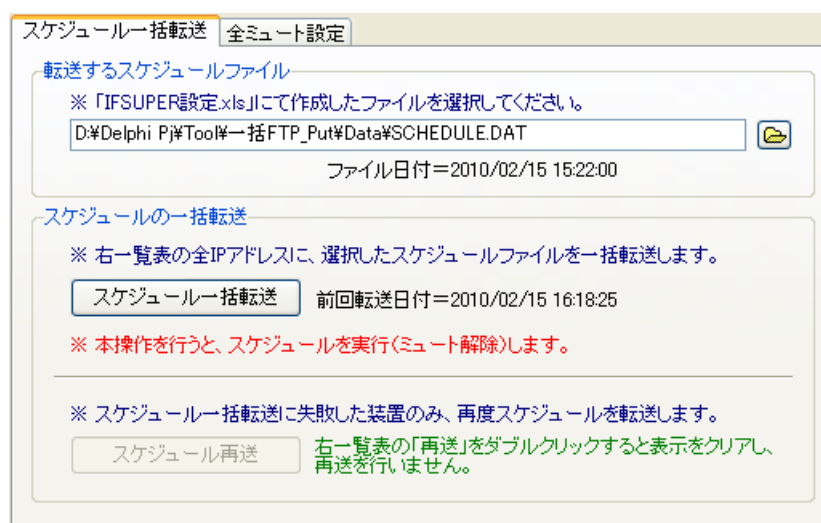 スケジュール一括転送 全ミュート設定
転送するスケジュールファイル
※「IFSUPER設定.xls」にて作成したファイルを選択してください。
D:¥Delphi Pj¥Tool¥一括FTP_Put¥Data¥SCHEDULE.DAT
ファイル日付=2010/02/15 15:22:00
スケジュールの一括転送
※ 右一覧表の全IPアドレスに、選択したスケジュールファイルを一括転送します。
スケジュール一括転送 前回転送日付=2010/02/15 16:18:25
※ 本操作を行うと、スケジュールを実行(ミュート解除)します。
※ スケジュール一括転送に失敗した装置のみ、再度スケジュールを転送します。
スケジュール再送
右一覧表の「再送」をダブルクリックすると表示をクリアし、
再送を行いません。